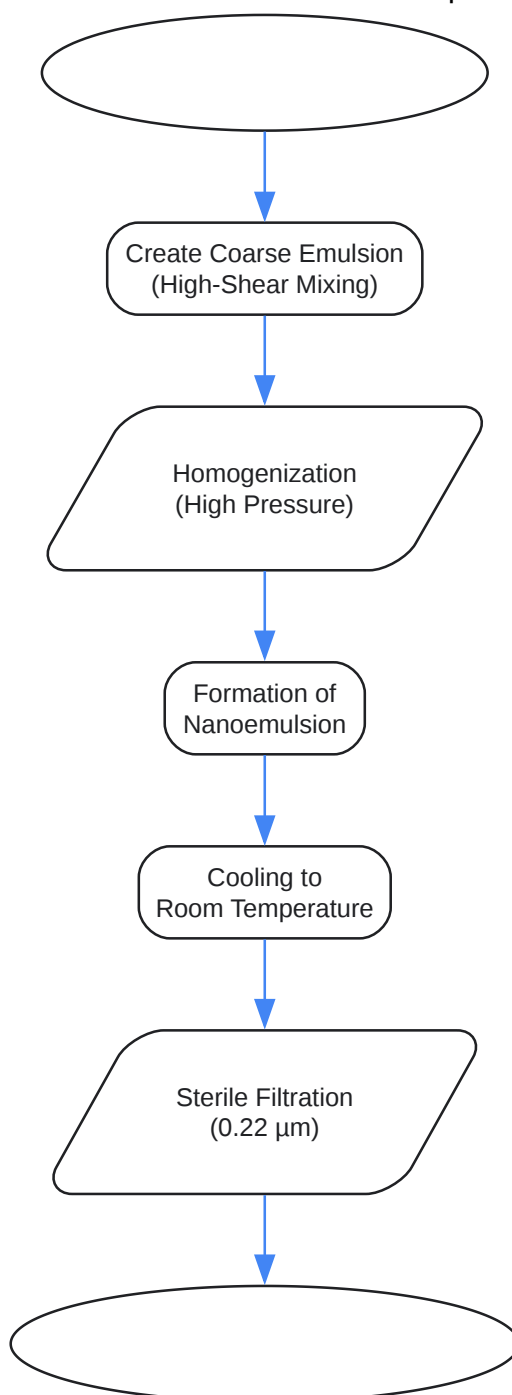 Create Coarse Emulsion
(High-Shear Mixing)
Homogenization
(High Pressure)
Formation of
Nanoemulsion
Cooling to
Room Temperature
Sterile Filtration
(0.22 µm)